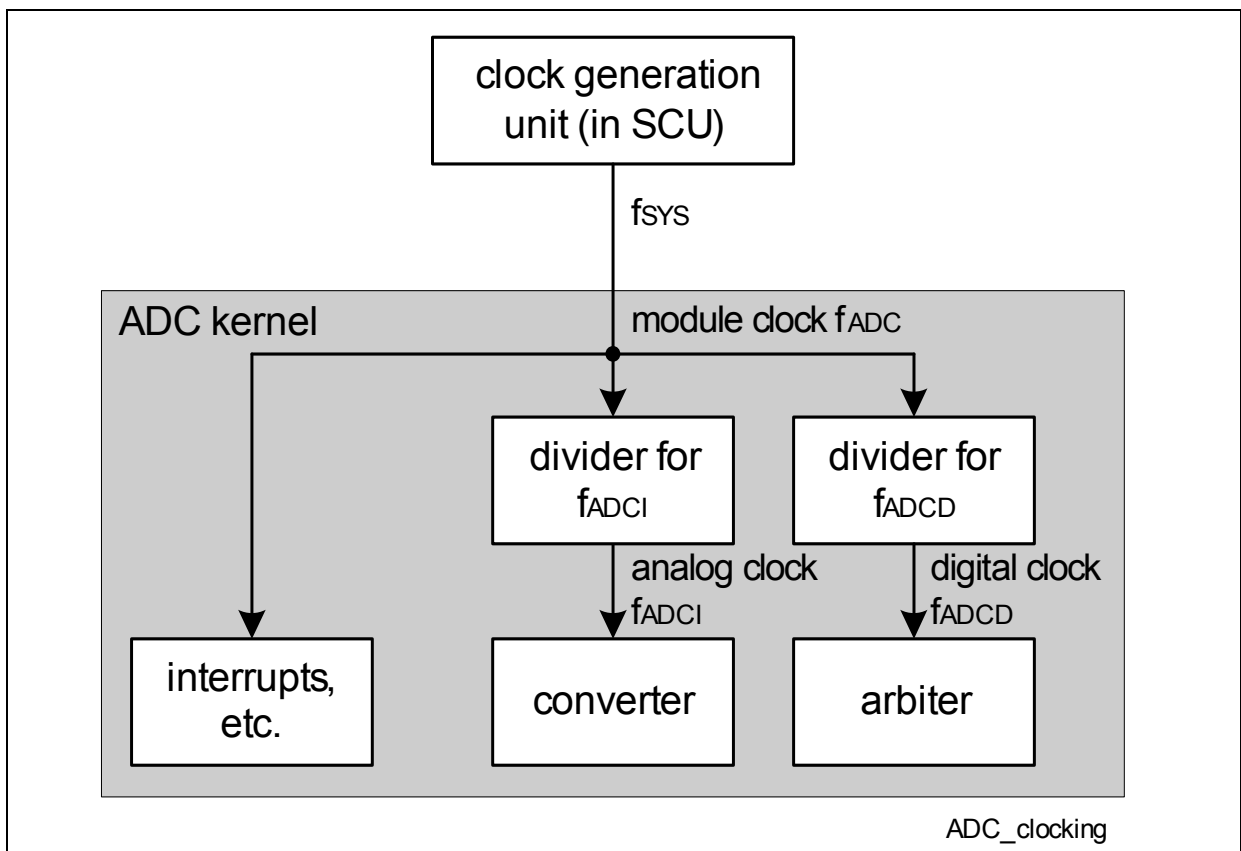 clock generation
unit (in SCU)
fSYS
ADC kernel
module clock fADC
divider for
fADCI
divider for
fADCD
analog clock
fADCI
digital clock
fADCD
interrupts,
etc.
converter
arbiter
ADC_clocking